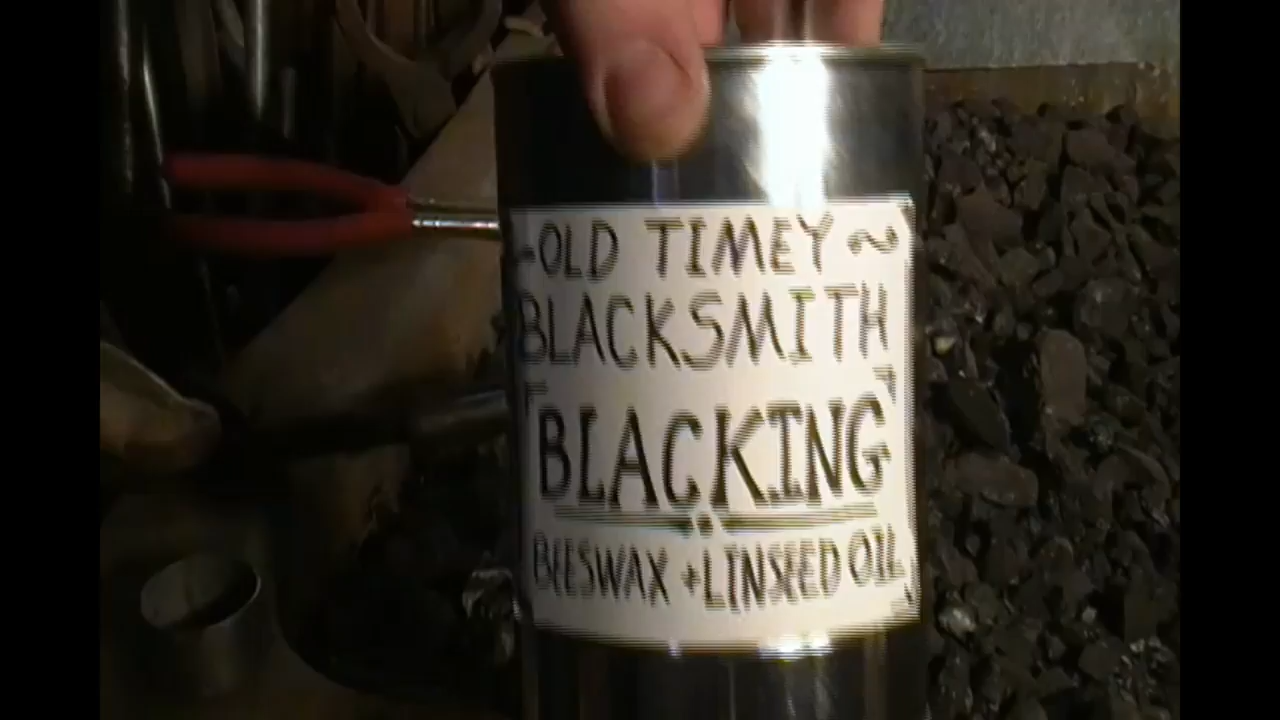 ~OLD TIMEY~
BLACKSMITH
BLACKING
BEESWAX + LINSEED OIL